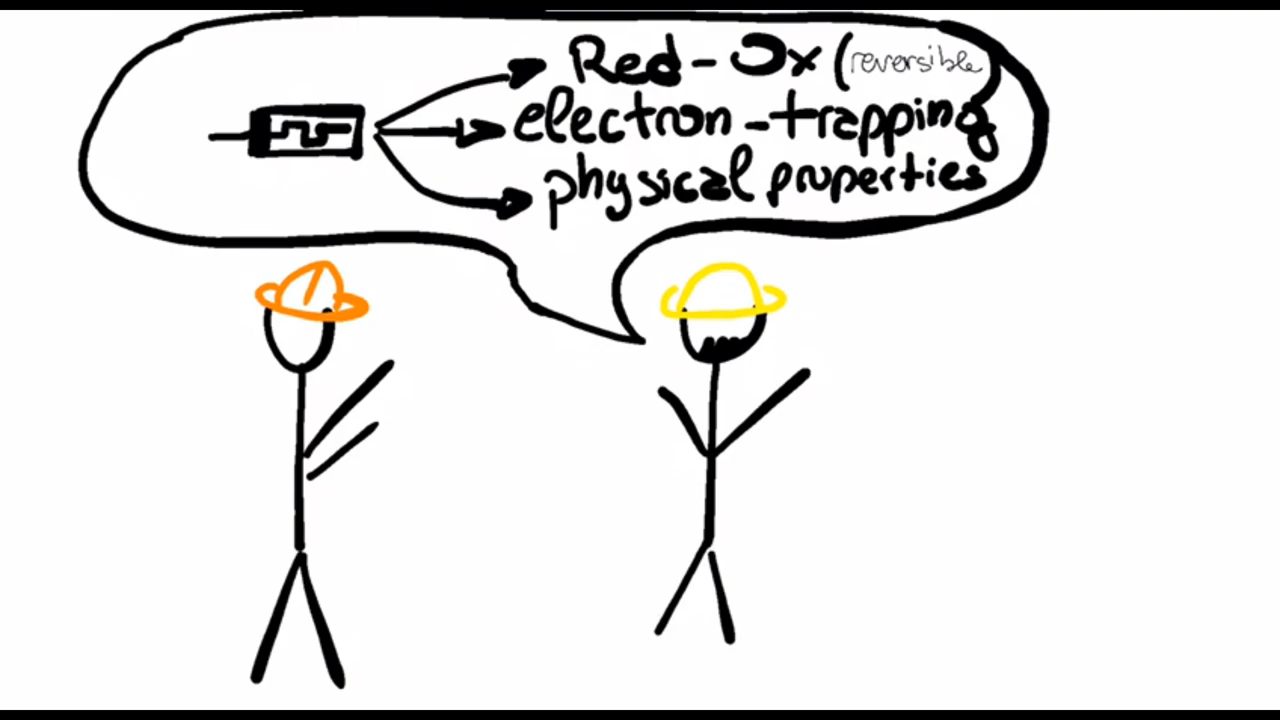 Red-Ox (reversible)
electron-trapping
physical properties